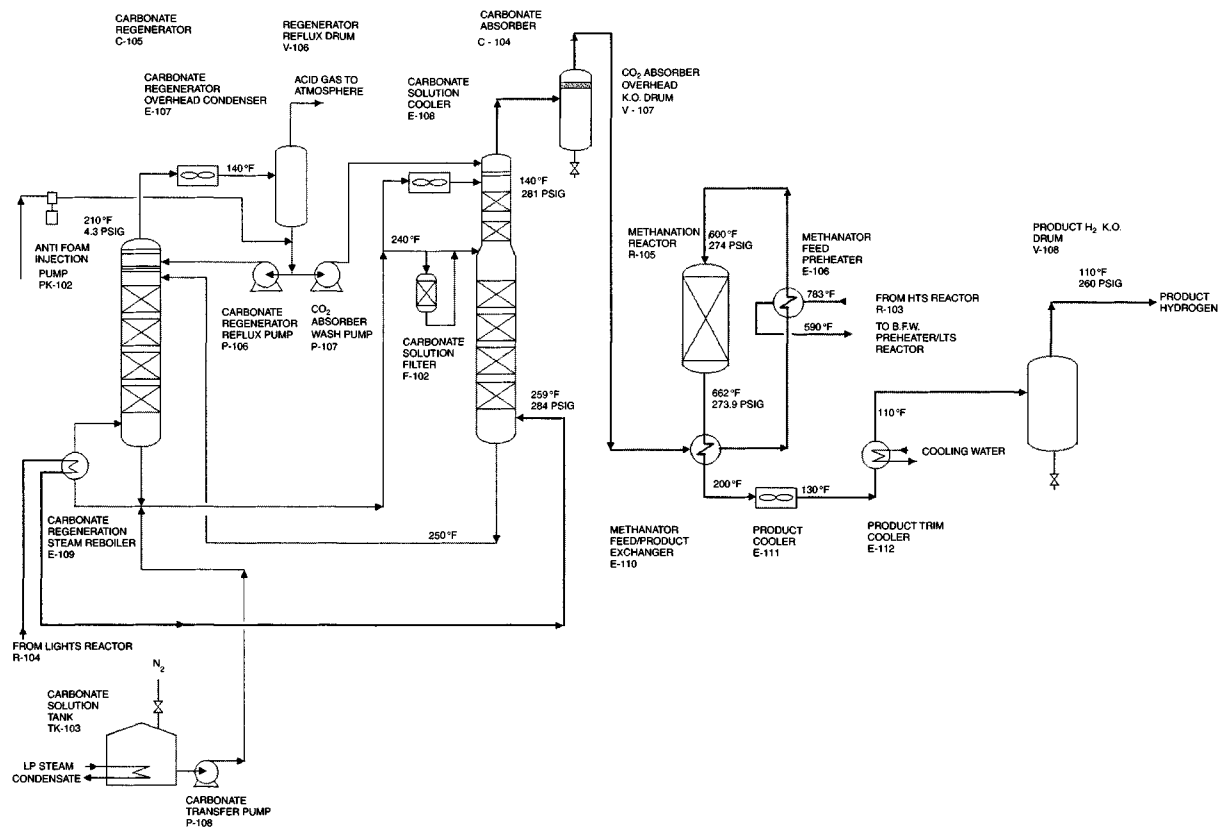 CARBONATE
REGENERATOR
C-105
REGENERATOR
REFLUX DRUM
V-106
CARBONATE
ABSORBER
C - 104
CARBONATE
REGENERATOR
OVERHEAD CONDENSER
E-107
ACID GAS TO
ATMOSPHERE
CARBONATE
SOLUTION
COOLER
E-108
CO₂ ABSORBER
OVERHEAD
K.O. DRUM
V - 107
140°F
140°F
281 PSIG
210°F
4.3 PSIG
ANTI FOAM
INJECTION
PUMP
PK-102
240°F
CARBONATE
REGENERATOR
REFLUX PUMP
P-106
CO₂
ABSORBER
WASH PUMP
P-107
CARBONATE
SOLUTION
FILTER
F-102
259°F
284 PSIG
METHANATION
REACTOR
R-105
600°F
274 PSIG
METHANATOR
FEED
PREHEATER
E-106
783°F
FROM HTS REACTOR
R-103
590°F
TO B.F.W.
PREHEATER/LTS
REACTOR
PRODUCT H₂ K.O.
DRUM
V-108
110°F
260 PSIG
PRODUCT
HYDROGEN
662°F
273.9 PSIG
110°F
COOLING WATER
200°F
130°F
CARBONATE
REGENERATION
STEAM REBOILER
E-109
250°F
METHANATOR
FEED/PRODUCT
EXCHANGER
E-110
PRODUCT
COOLER
E-111
PRODUCT TRIM
COOLER
E-112
FROM LIGHTS REACTOR
R-104
N₂
CARBONATE
SOLUTION
TANK
TK-103
LP STEAM
CONDENSATE
CARBONATE
TRANSFER PUMP
P-108